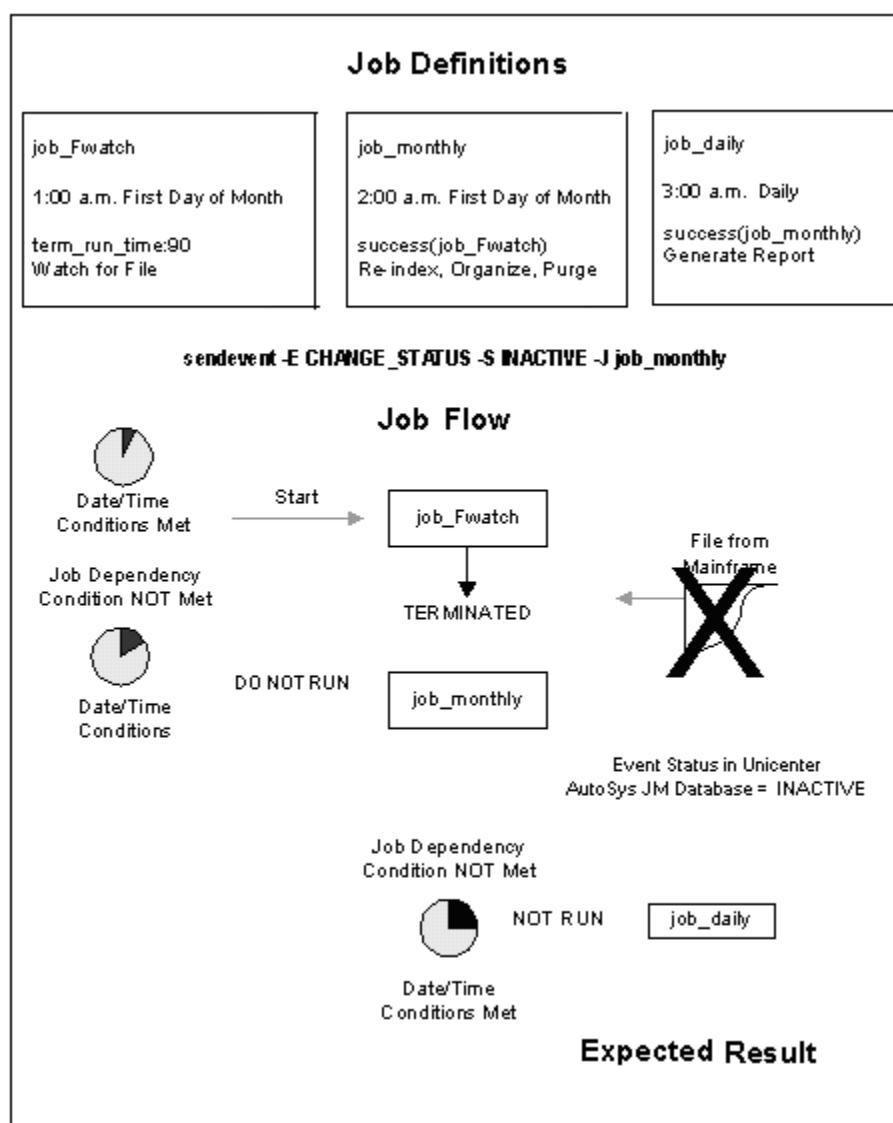 Job Definitions
job_Fwatch
1:00 a.m. First Day of Month
term_run_time:90
Watch for File
job_monthly
2:00 a.m. First Day of Month
success(job_Fwatch)
Re-index, Organize, Purge
job_daily
3:00 a.m. Daily
success(job_monthly)
Generate Report
sendevent -E CHANGE_STATUS -S INACTIVE -J job_monthly
Job Flow
Date/Time
Conditions Met
Start
job_Fwatch
File from
Mainframe
Job Dependency
Condition NOT Met
TERMINATED
Date/Time
Conditions
DO NOT RUN
job_monthly
Event Status in Unicenter
AutoSys JM Database = INACTIVE
Job Dependency
Condition NOT Met
NOT RUN
job_daily
Date/Time
Conditions Met
Expected Result